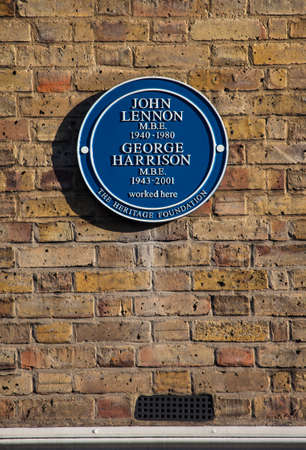 JOHN
LENNON
M.B.E.
1940-1980
GEORGE
HARRISON
M.B.E.
1943-2001
worked here
THE HERITAGE FOUNDATION